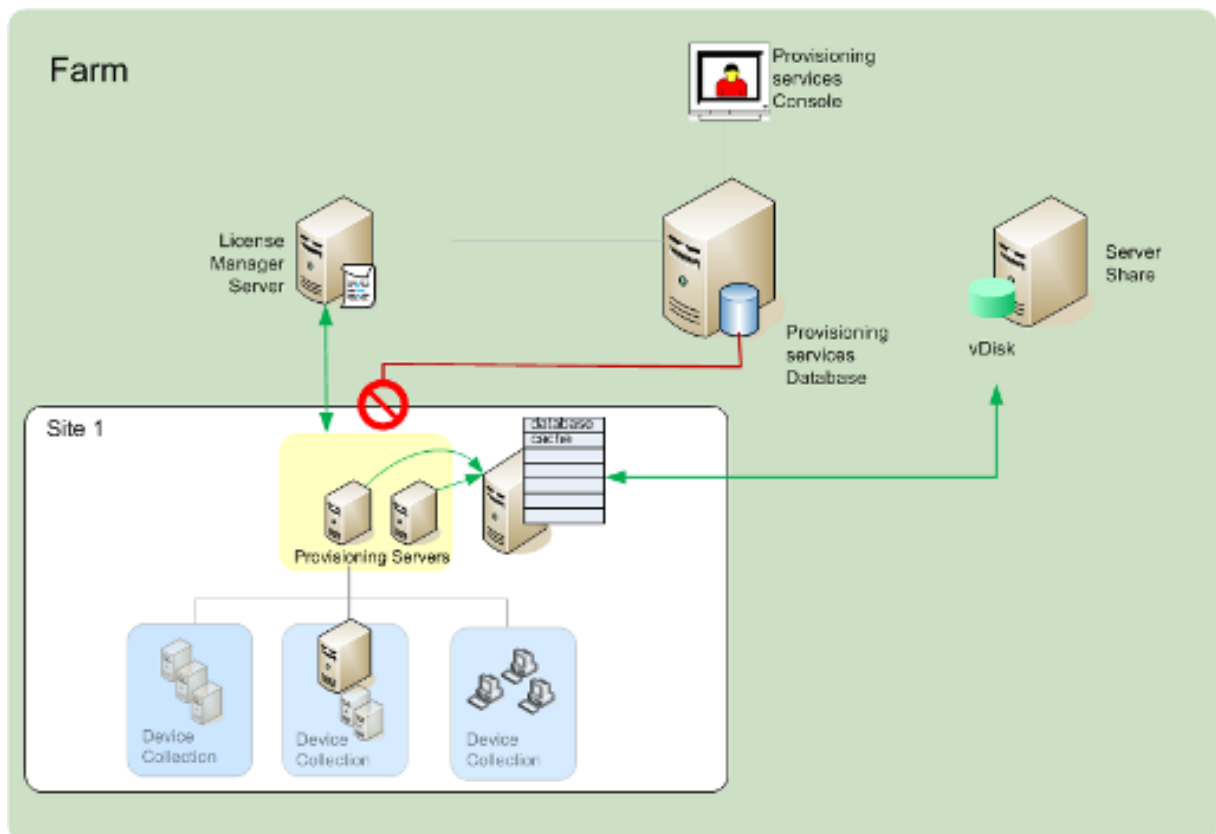 Farm
Provisioning
services
Console
License
Manager
Server
Server
Share
Provisioning
services
Database
vDisk
Site 1
database
cache
Provisioning Servers
Device
Collection
Device
Collection
Device
Collection